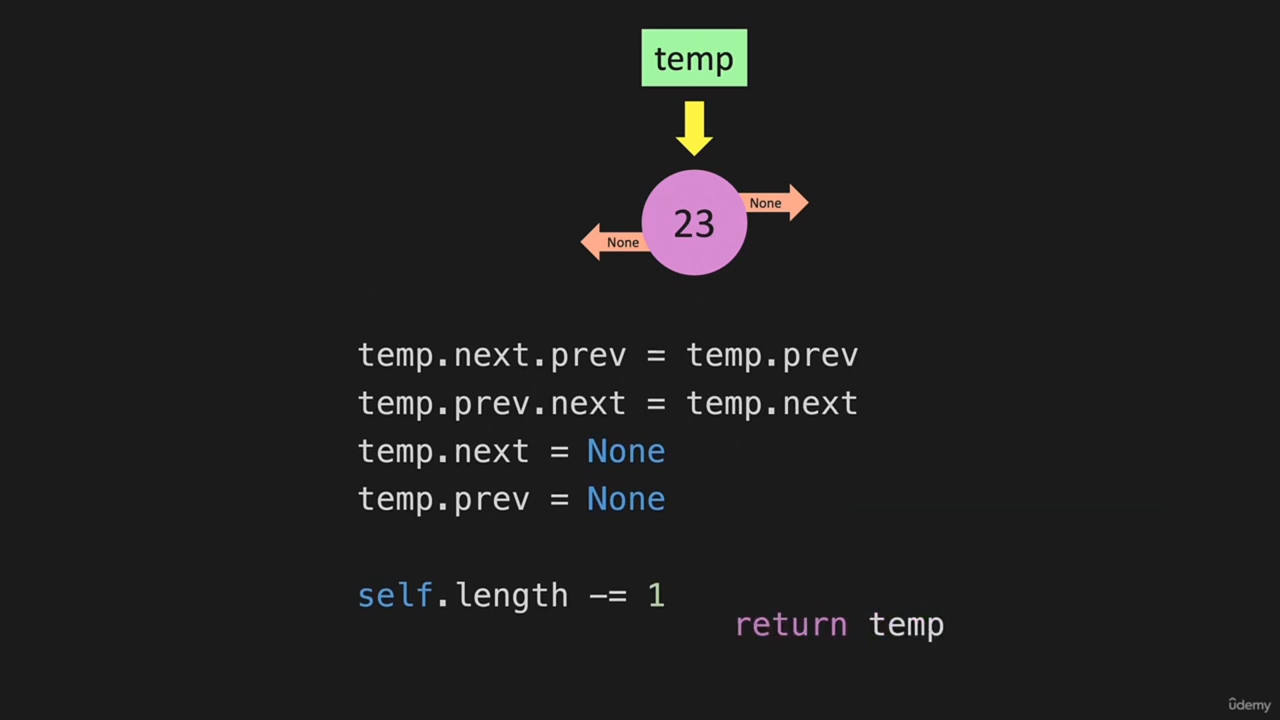 temp
None
23
None
temp.next.prev = temp.prev
temp.prev.next = temp.next
temp.next = None
temp.prev = None
self.length -= 1
return temp
ûdemy